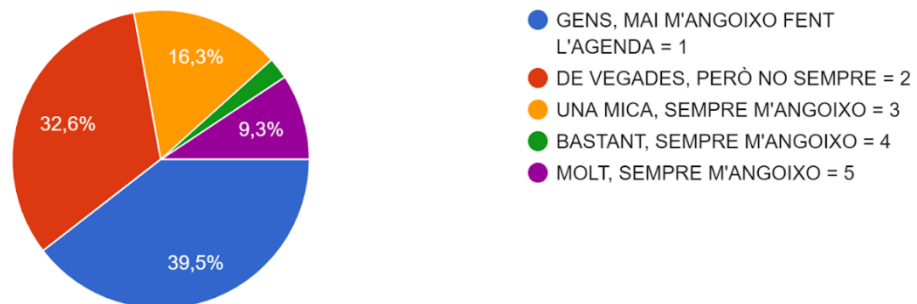 16,3%
32,6%
9,3%
39,5%
GENS, MAI M'ANGOIXO FENT
L'AGENDA = 1
DE VEGADES, PERÒ NO SEMPRE = 2
UNA MICA, SEMPRE M'ANGOIXO = 3
BASTANT, SEMPRE M'ANGOIXO = 4
MOLT, SEMPRE M'ANGOIXO = 5